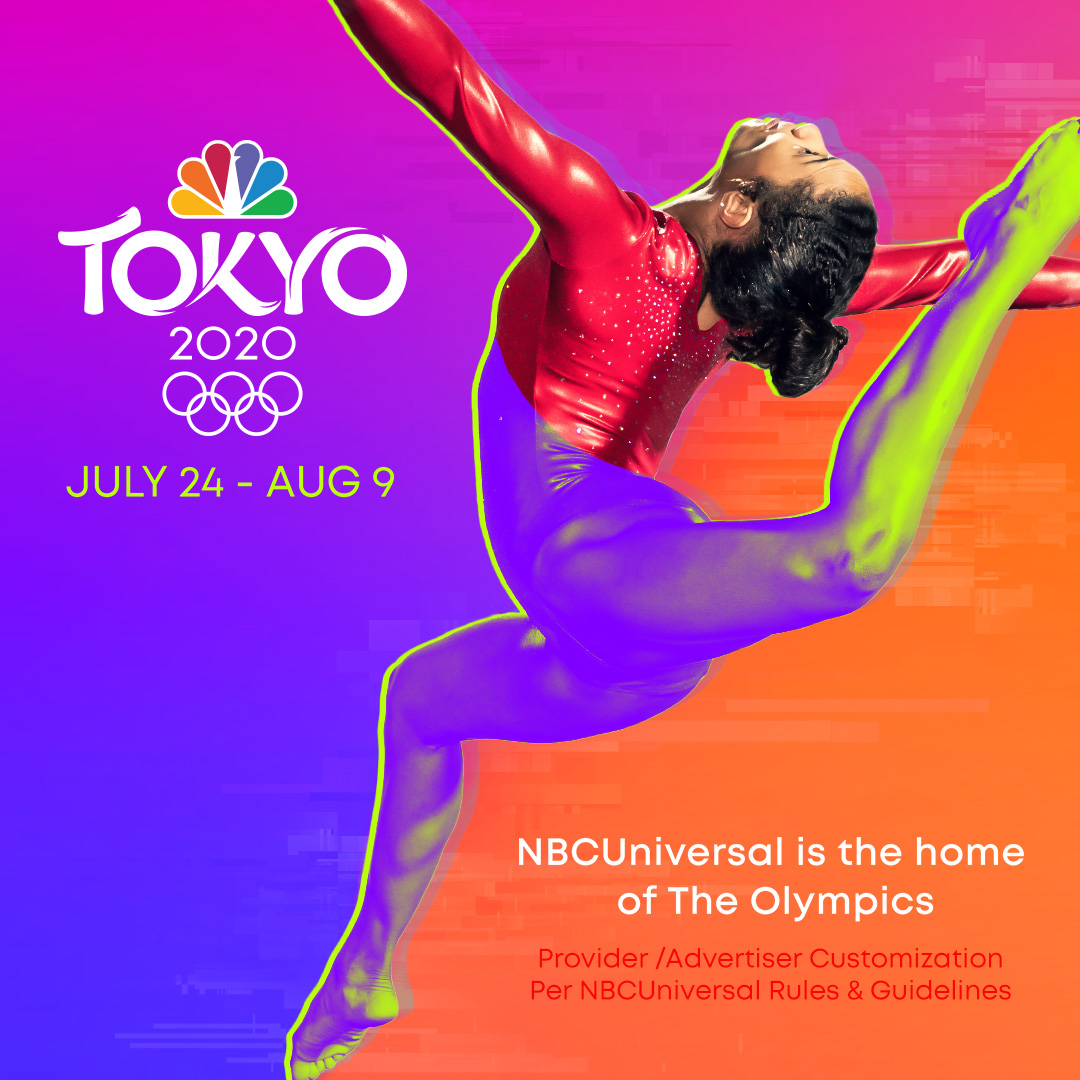 TOKYO
2020
JULY 24 - AUG 9
NBCUniversal is the home
of The Olympics
Provider /Advertiser Customization
Per NBCUniversal Rules & Guidelines